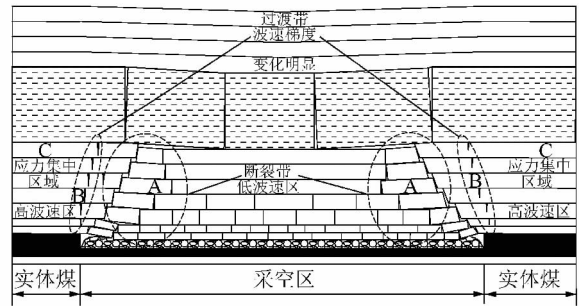 过渡带
波速梯度
变化明显
C
应力集中
区域
B
高波速区
断裂带
低波速区
A
A
C
应力集中
区域
B
高波速区
实体煤
采空区
实体煤